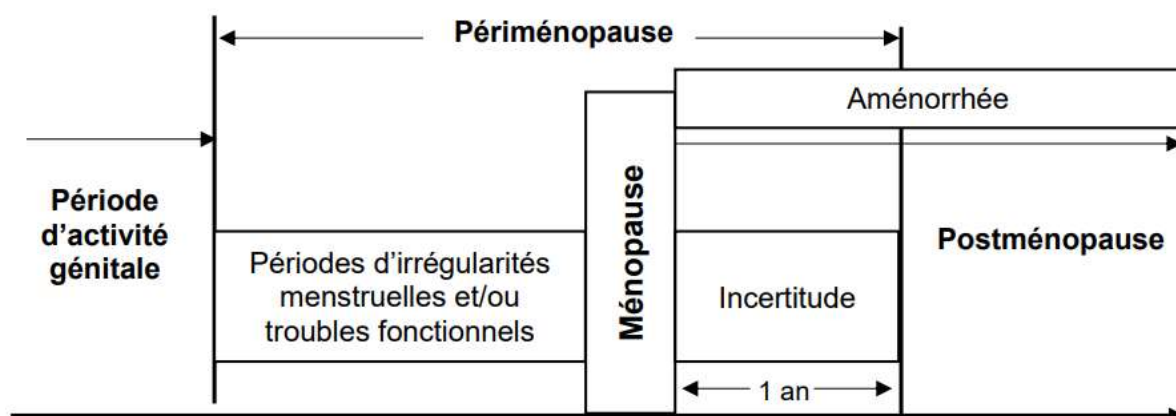 Périménopause
Aménorrhée
Période
d’activité
génitale
Périodes d’irrégularités
menstruelles et/ou
troubles fonctionnels
Ménopause
Incertitude
Postménopause
1 an